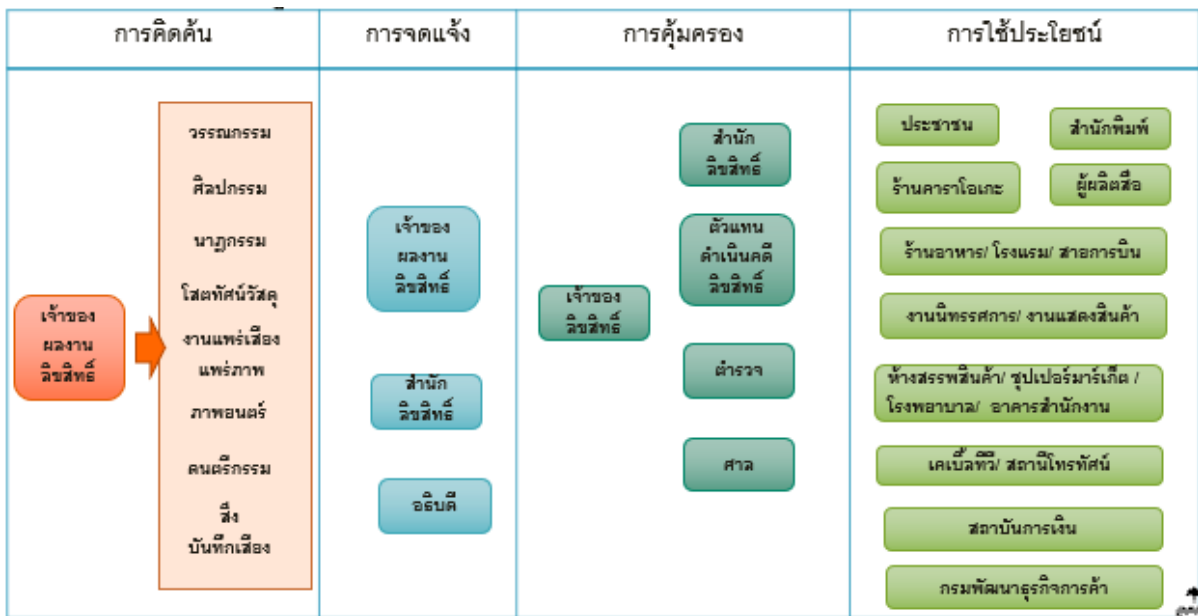 การคิดค้น
การจดแจ้ง
การคุ้มครอง
การใช้ประโยชน์
เจ้าของ
ผลงาน
ลิขสิทธิ์
วรรณกรรม
ศิลปกรรม
นาฏกรรม
โสตทัศน์วัสดุ
งานแพร่เสียง
แพร่ภาพ
ภาพยนตร์
ดนตรีกรรม
สิ่ง
บันทึกเสียง
เจ้าของ
ผลงาน
ลิขสิทธิ์
สำนัก
ลิขสิทธิ์
อธิบดี
เจ้าของ
ลิขสิทธิ์
สำนัก
ลิขสิทธิ์
ตัวแทน
ดำเนินคดี
ลิขสิทธิ์
ตำรวจ
ศาล
ประชาชน
สำนักพิมพ์
ร้านคาราโอเกะ
ผู้ผลิตสื่อ
ร้านอาหาร/ โรงแรม/ สายการบิน
งานนิทรรศการ/ งานแสดงสินค้า
ห้างสรรพสินค้า/ ซุปเปอร์มาร์เก็ต /
โรงพยาบาล/ อาคารสำนักงาน
เคเบิ้ลทีวี/ สถานีโทรทัศน์
สถาบันการเงิน
กรมพัฒนาธุรกิจการค้า